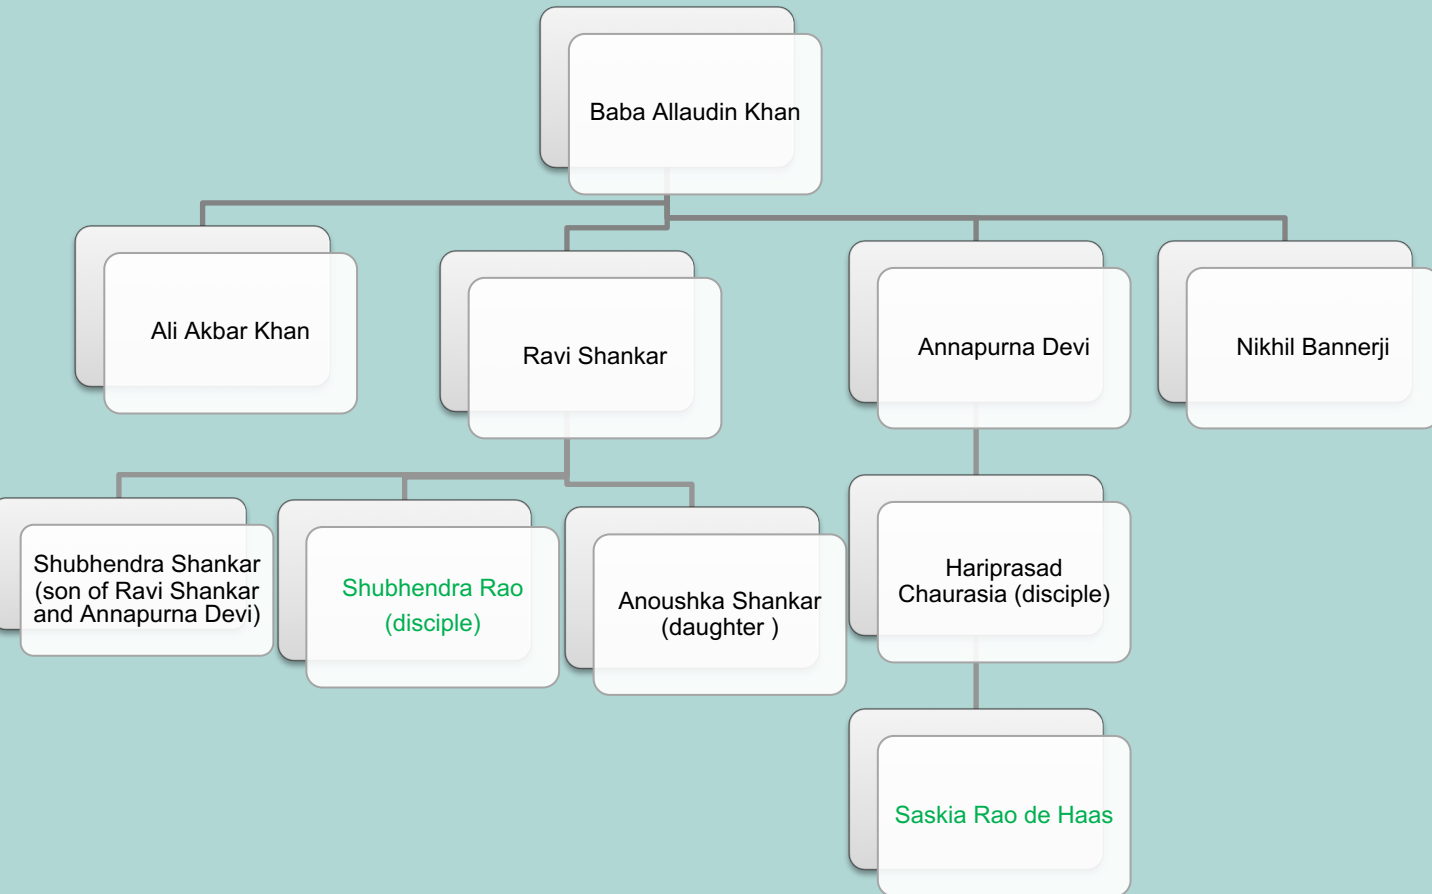 Baba Allaudin Khan
Ali Akbar Khan
Ravi Shankar
Annapurna Devi
Nikhil Bannerji
Shubhendra Shankar
(son of Ravi Shankar
and Annapurna Devi)
Shubhendra Rao
(disciple)
Anoushka Shankar
(daughter )
Hariprasad
Chaurasia (disciple)
Saskia Rao de Haas